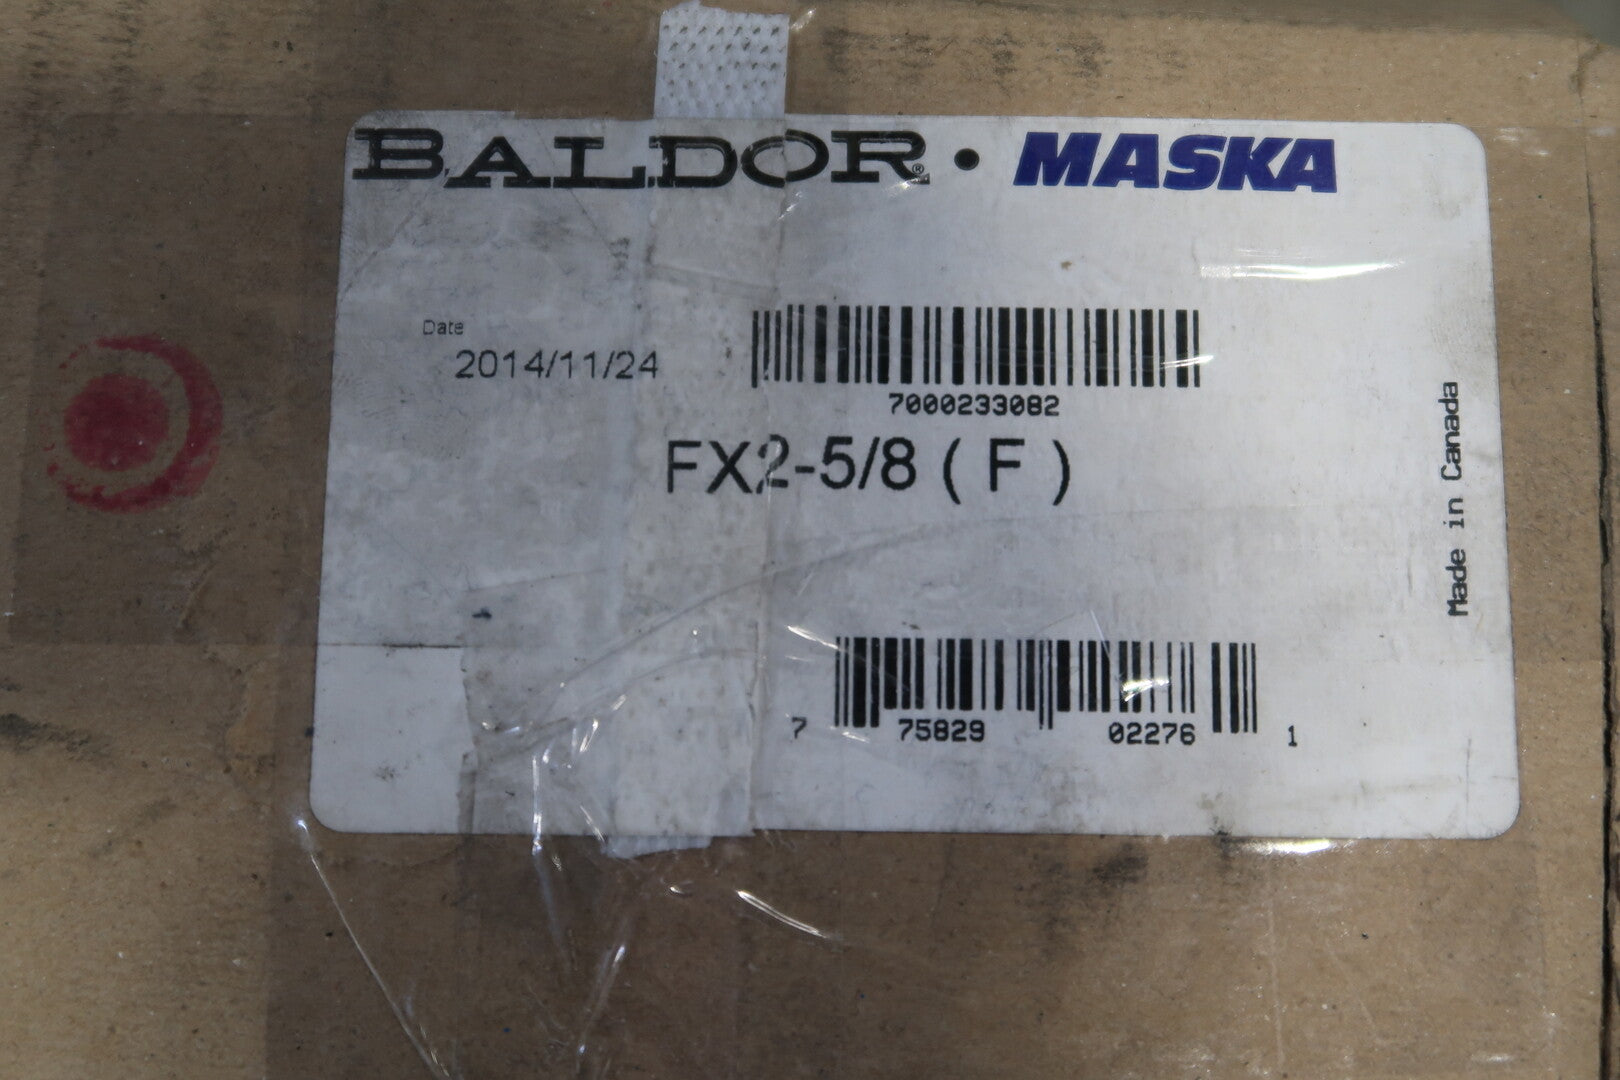 BALDOR® • MASKA
Date
2014/11/24
7000233082
FX2-5/8 ( F )
Made in Canada
7 75829 02276 1